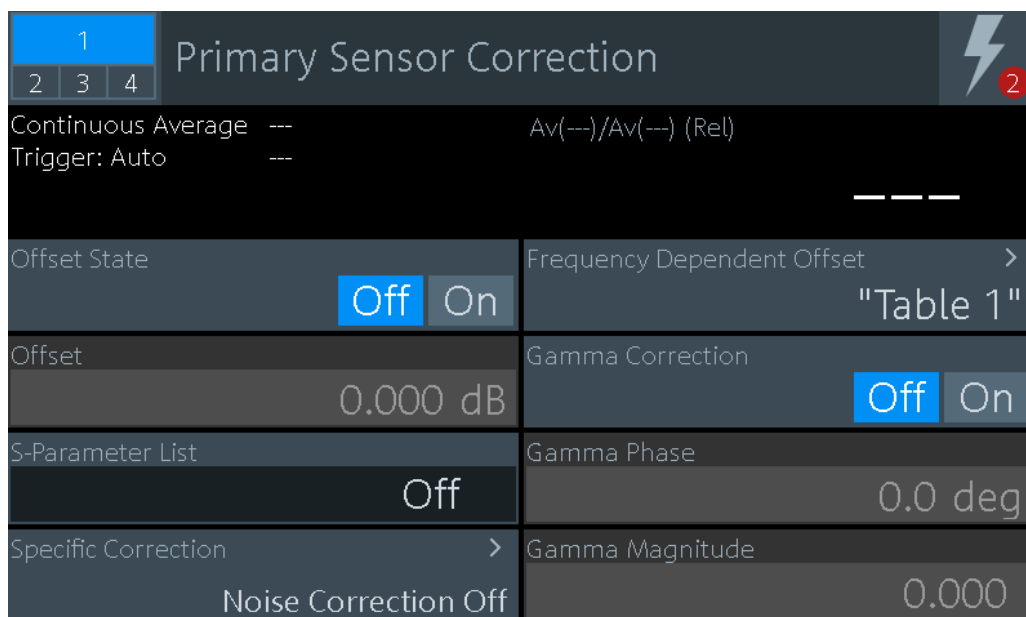 1
Primary Sensor Correction
2 3 4
2
Continuous Average ---
Av(---)/Av(---) (Rel)
Trigger: Auto ---
---
Offset State
Off On
Frequency Dependent Offset >
"Table 1"
Offset
0.000 dB
Gamma Correction
Off On
S-Parameter List
Off
Gamma Phase
0.0 deg
Specific Correction >
Noise Correction Off
Gamma Magnitude
0.000